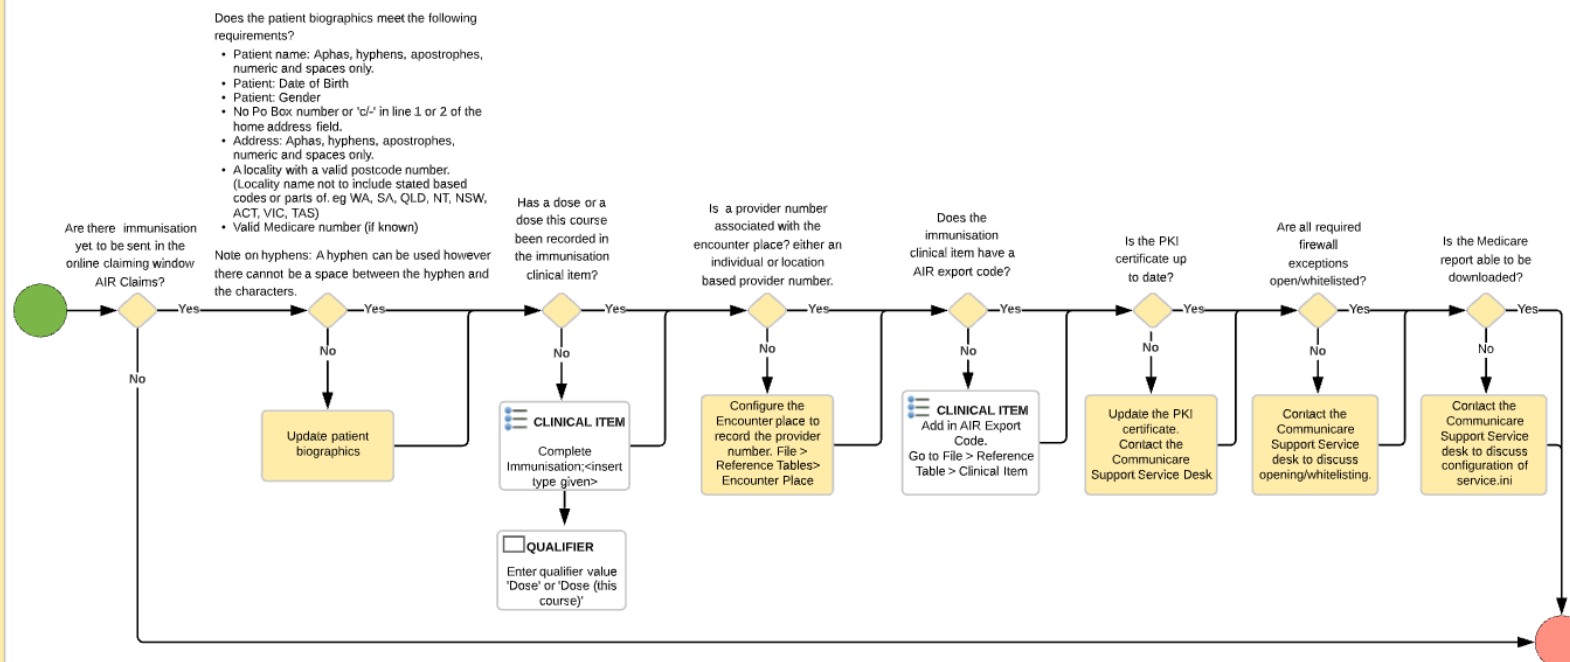 Does the patient biographics meet the following
requirements?
• Patient name: Aphas, hyphens, apostrophes,
numeric and spaces only.
• Patient: Date of Birth
• Patient: Gender
• No Po Box number or 'c/-' in line 1 or 2 of the
home address field.
• Address: Aphas, hyphens, apostrophes,
numeric and spaces only.
• A locality with a valid postcode number.
(Locality name not to include stated based
codes or parts of. eg WA, SA, QLD, NT, NSW,
ACT, VIC, TAS)
• Valid Medicare number (if known)
Note on hyphens: A hyphen can be used however
there cannot be a space between the hyphen and
the characters.
Are there immunisation
yet to be sent in the
online claiming window
AIR Claims?
Has a dose or a
dose this course
been recorded in
the immunisation
clinical item?
Is a provider number
associated with the
encounter place? either an
individual or location
based provider number.
Does the
immunisation
clinical item have a
AIR export code?
Is the PKI
certificate up
to date?
Are all required
firewall
exceptions
open/whitelisted?
Is the Medicare
report able to be
downloaded?
Yes
Yes
Yes
Yes
Yes
Yes
Yes
Yes
No
No
No
No
No
No
No
No
Update patient
biographics
CLINICAL ITEM
Complete
Immunisation;<insert
type given>
QUALIFIER
Enter qualifier value
'Dose' or 'Dose (this
course)'
Configure the
Encounter place to
record the provider
number. File >
Reference Tables>
Encounter Place
CLINICAL ITEM
Add in AIR Export
Code.
Go to File > Reference
Table > Clinical Item
Update the PKI
certificate.
Contact the
Communicare
Support Service Desk
Contact the
Communicare
Support Service
desk to discuss
opening/whitelisting.
Contact the
Communicare
Support Service
desk to discuss
configuration of
service.ini